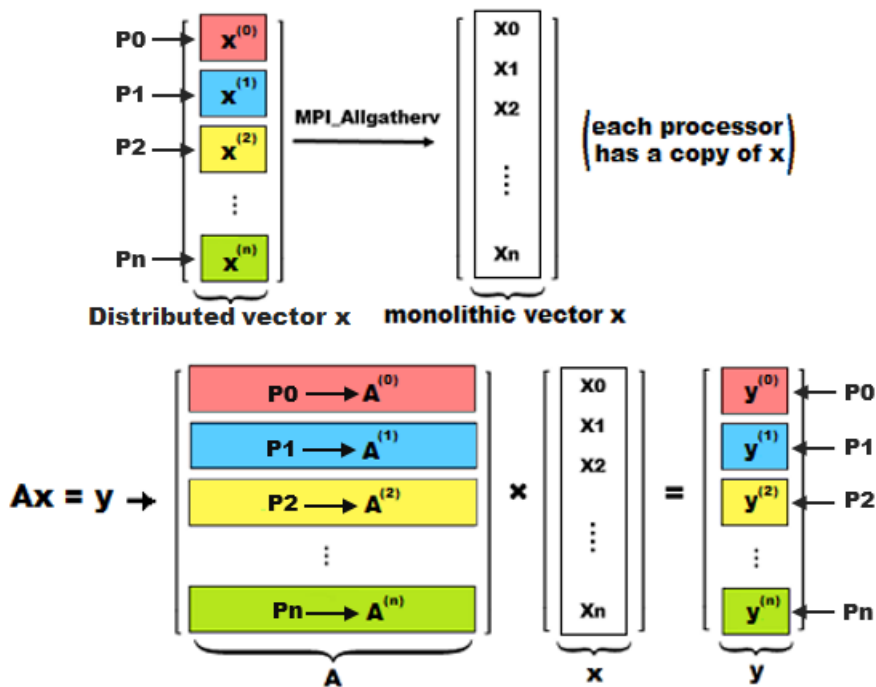 P0 x(0)
P1 x(1)
P2 x(2)
⋮
Pn x(n)
Distributed vector x
MPI_Allgatherv
X0
X1
X2
⋮
Xn
monolithic vector x
(each processor
has a copy of x)
Ax = y
P0 A(0)
P1 A(1)
P2 A(2)
⋮
Pn A(n)
A
×
X0
X1
X2
⋮
Xn
x
=
y(0) P0
y(1) P1
y(2) P2
⋮
y(n) Pn
y